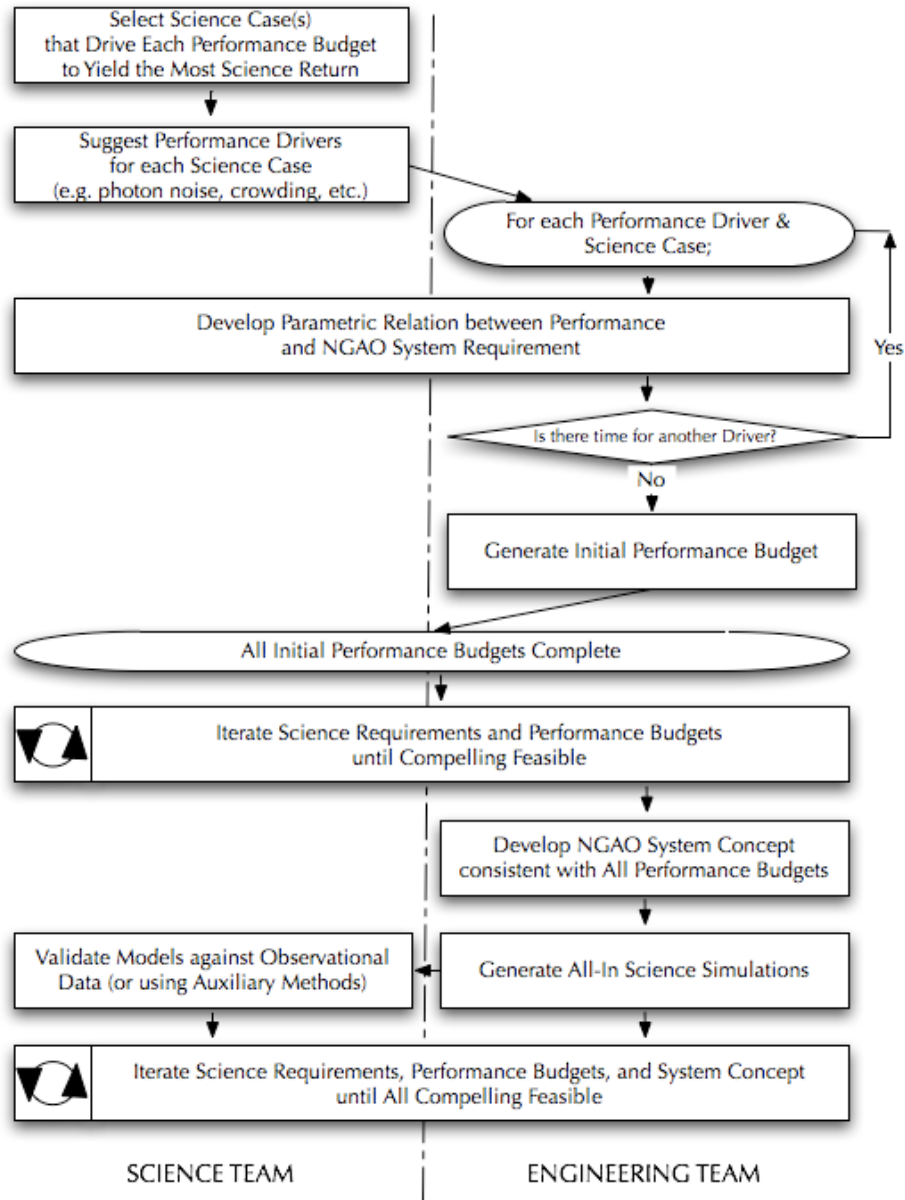 Select Science Case(s)
that Drive Each Performance Budget
to Yield the Most Science Return
Suggest Performance Drivers
for each Science Case
(e.g. photon noise, crowding, etc.)
For each Performance Driver &
Science Case;
Develop Parametric Relation between Performance
and NGAO System Requirement
Yes
Is there time for another Driver?
No
Generate Initial Performance Budget
All Initial Performance Budgets Complete
Iterate Science Requirements and Performance Budgets
until Compelling Feasible
Develop NGAO System Concept
consistent with All Performance Budgets
Validate Models against Observational
Data (or using Auxiliary Methods)
Generate All-In Science Simulations
Iterate Science Requirements, Performance Budgets, and System Concept
until All Compelling Feasible
SCIENCE TEAM
ENGINEERING TEAM